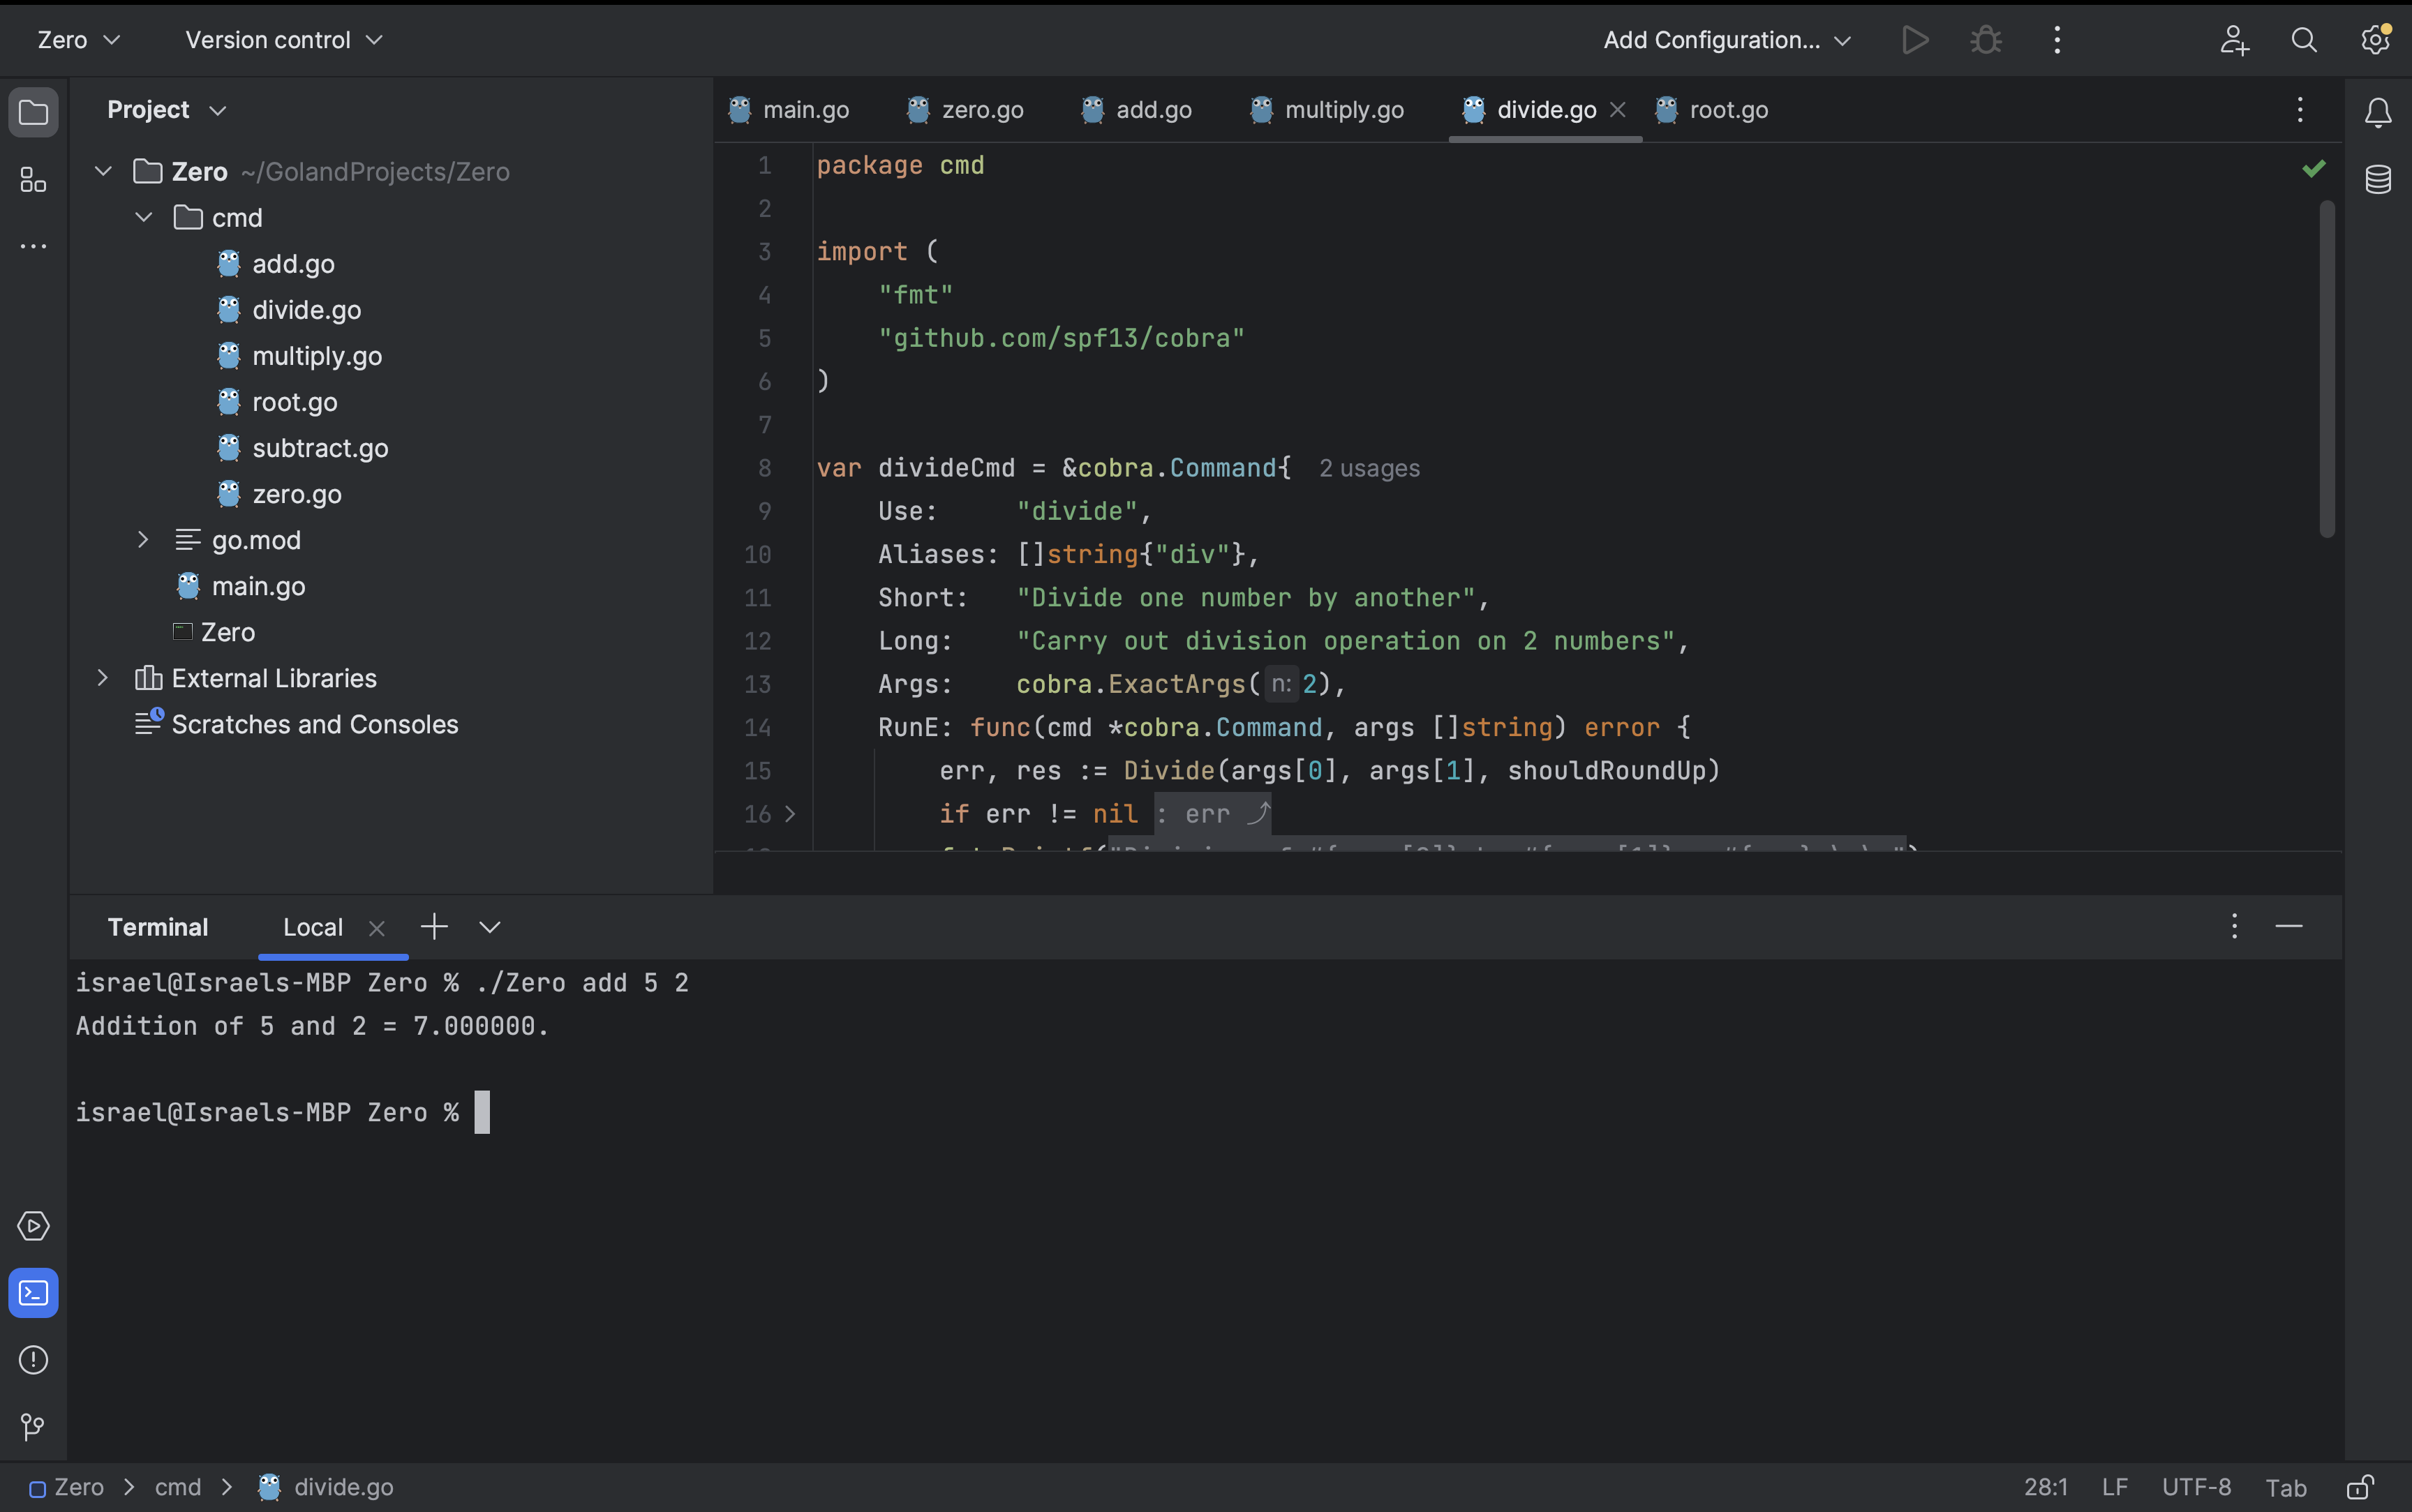 Zero Version control Add Configuration...
Project
Zero ~/GolandProjects/Zero
cmd
add.go
divide.go
multiply.go
root.go
subtract.go
zero.go
go.mod
main.go
Zero
External Libraries
Scratches and Consoles
main.go zero.go add.go multiply.go divide.go root.go
1 package cmd
2
3 import (
4 "fmt"
5 "github.com/spf13/cobra"
6 )
7
8 var divideCmd = &cobra.Command{ 2 usages
9 Use: "divide",
10 Aliases: []string{"div"},
11 Short: "Divide one number by another",
12 Long: "Carry out division operation on 2 numbers",
13 Args: cobra.ExactArgs( n: 2),
14 RunE: func(cmd *cobra.Command, args []string) error {
15 err, res := Divide(args[0], args[1], shouldRoundUp)
16 if err != nil : err
Terminal Local
israel@Israels-MBP Zero % ./Zero add 5 2
Addition of 5 and 2 = 7.000000.
israel@Israels-MBP Zero %
Zero > cmd > divide.go 28:1 LF UTF-8 Tab